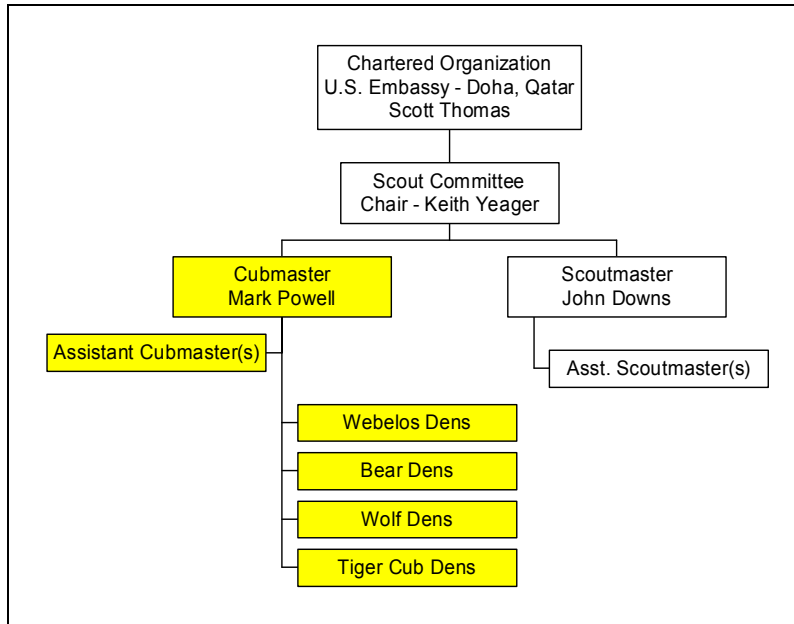 Chartered Organization
U.S. Embassy - Doha, Qatar
Scott Thomas
Scout Committee
Chair - Keith Yeager
Cubmaster
Mark Powell
Scoutmaster
John Downs
Assistant Cubmaster(s)
Asst. Scoutmaster(s)
Webelos Dens
Bear Dens
Wolf Dens
Tiger Cub Dens